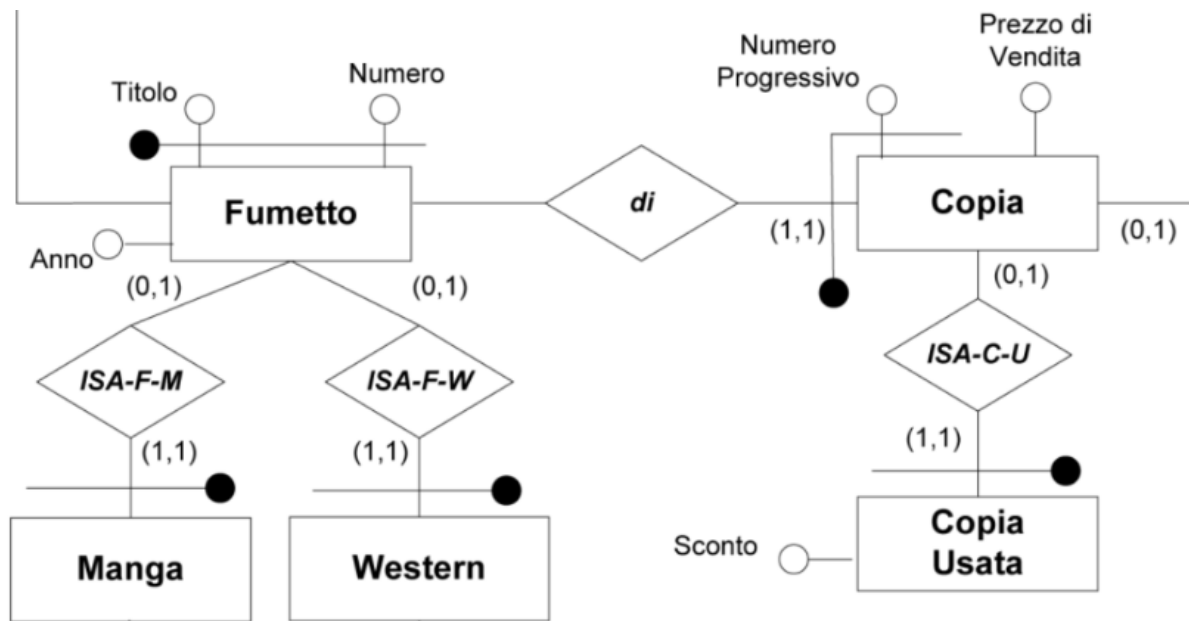 Titolo
Numero
Numero
Progressivo
Prezzo di
Vendita
Fumetto
di
Copia
Anno
(0,1)
(0,1)
(1,1)
(0,1)
(0,1)
ISA-F-M
ISA-F-W
ISA-C-U
(1,1)
(1,1)
(1,1)
Manga
Western
Sconto
Copia
Usata